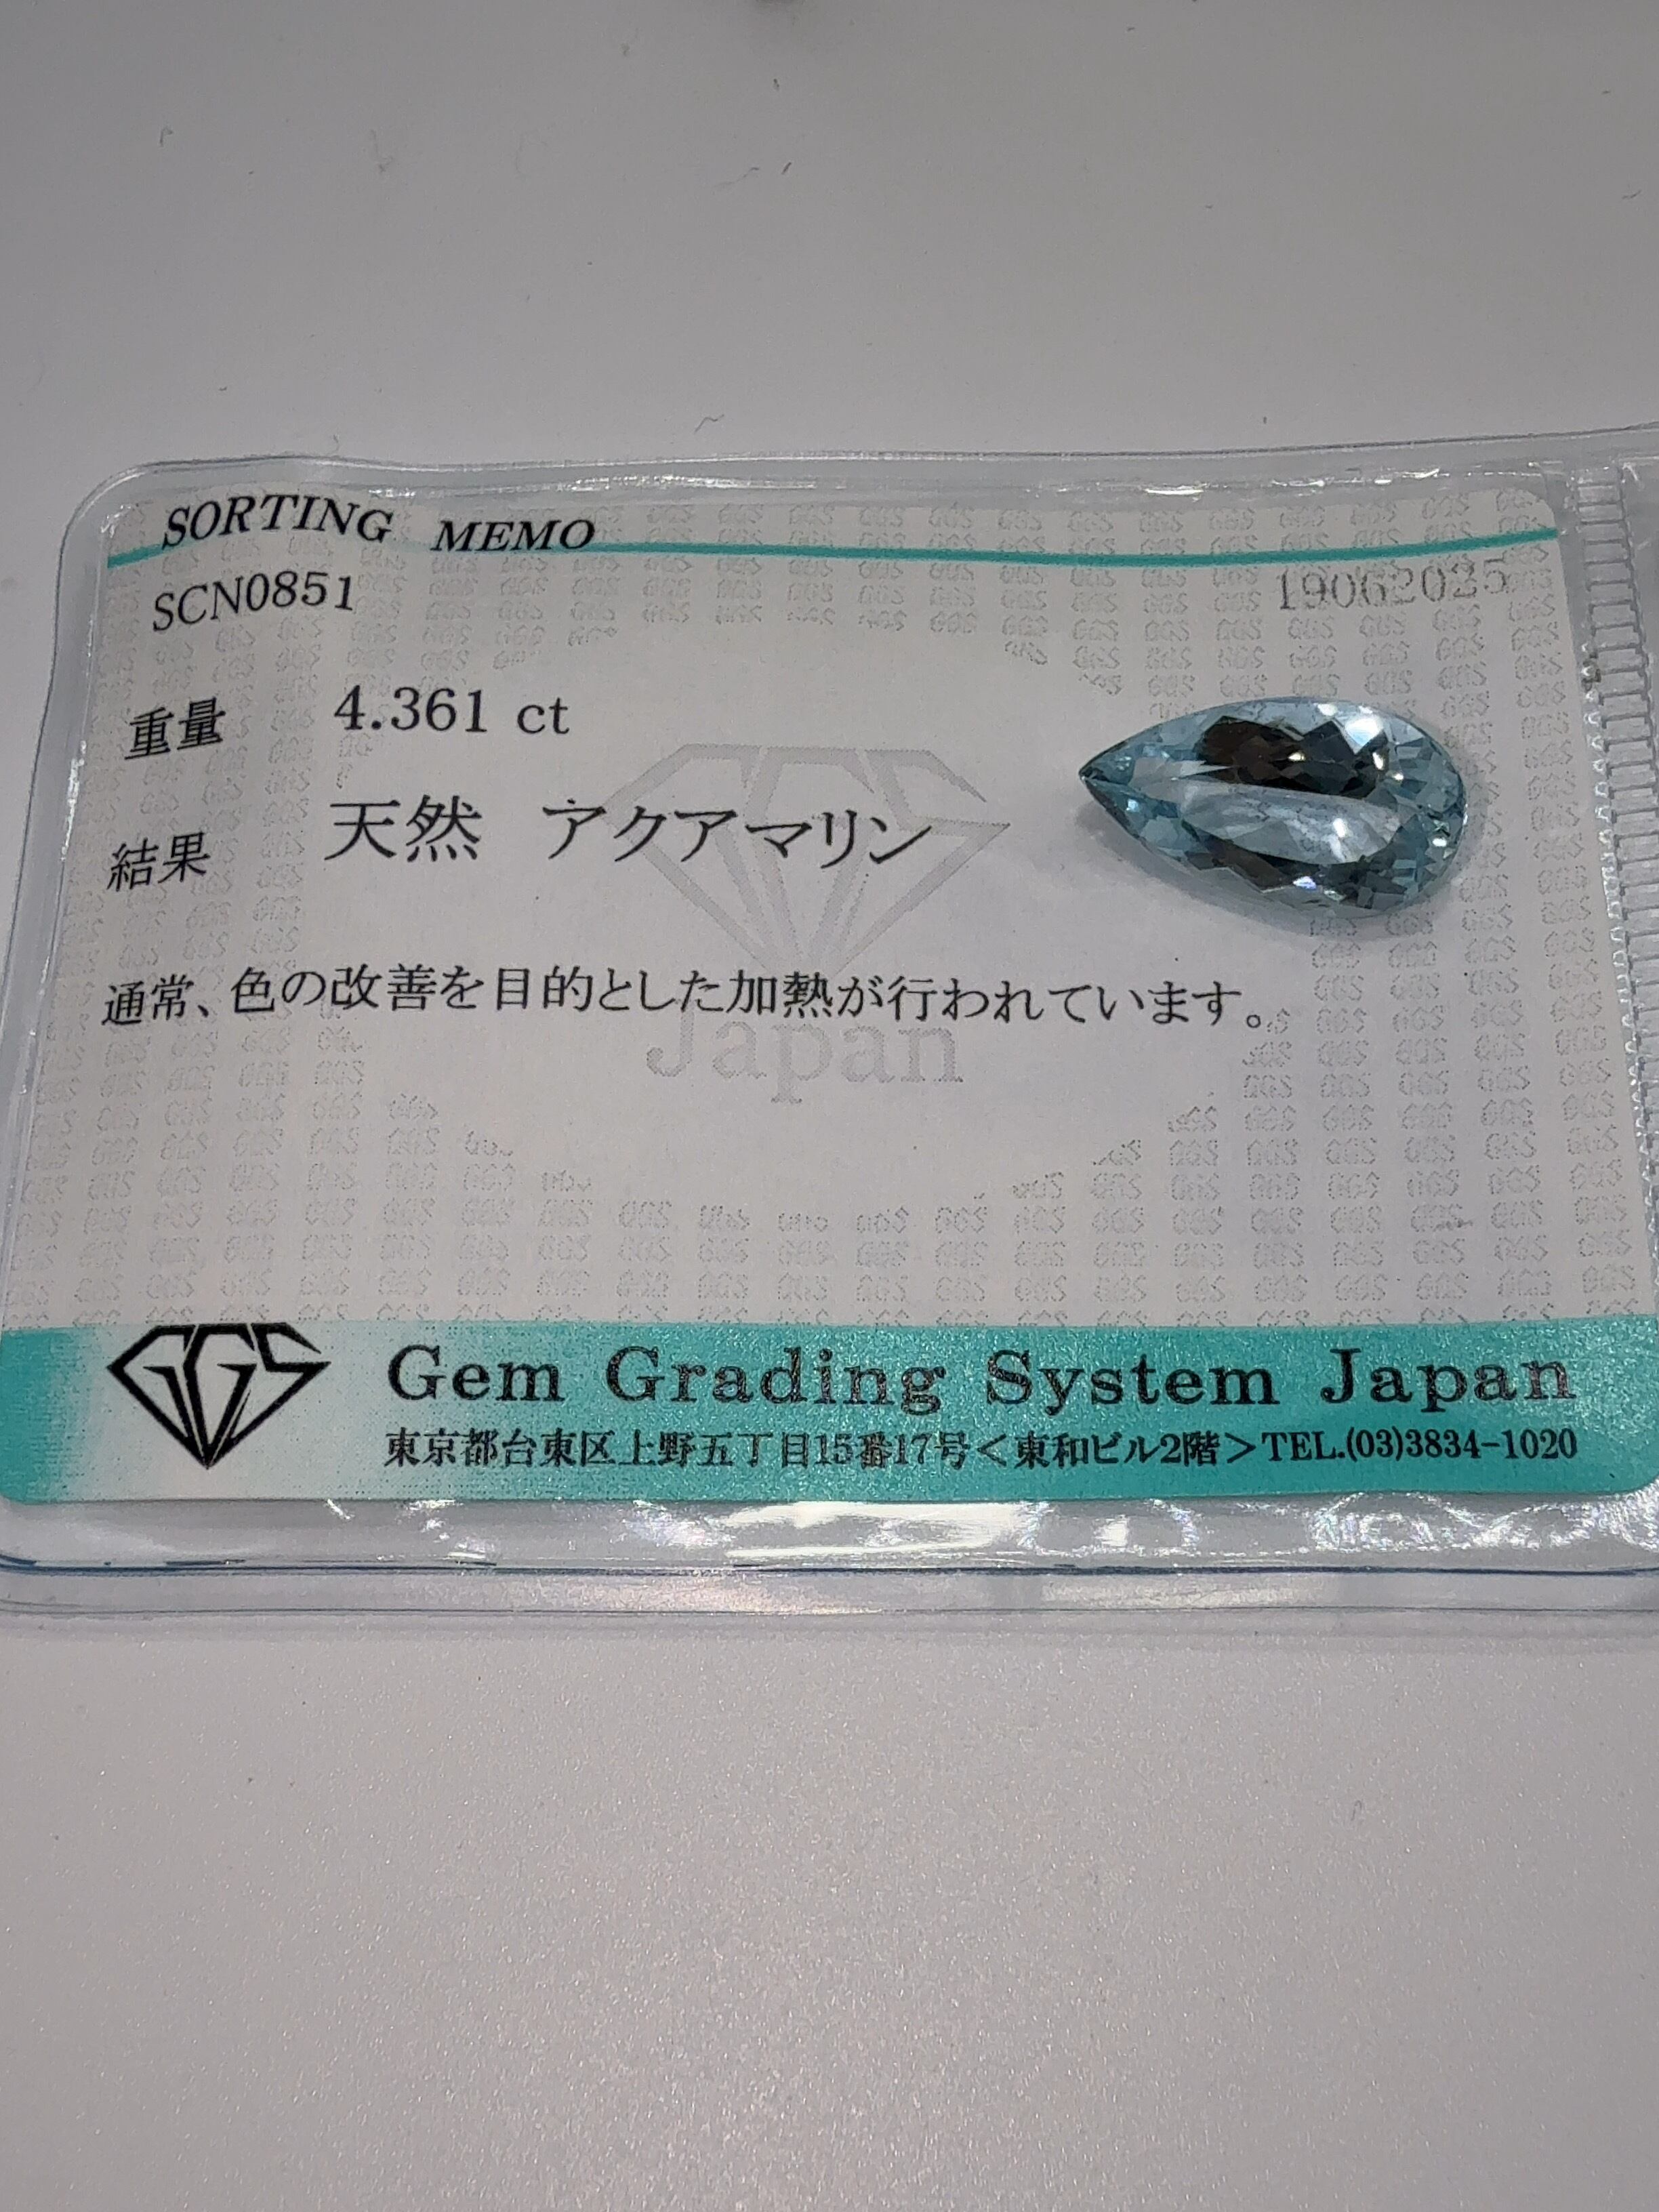 SORTING MEMO
SCN0851
19062025
重量 4.361 ct
結果 天然 アクアマリン
通常、色の改善を目的とした加熱が行われています。
Japan
GGS
Gem Grading System Japan
東京都台東区上野五丁目15番17号＜東和ビル2階＞TEL.(03)3834-1020